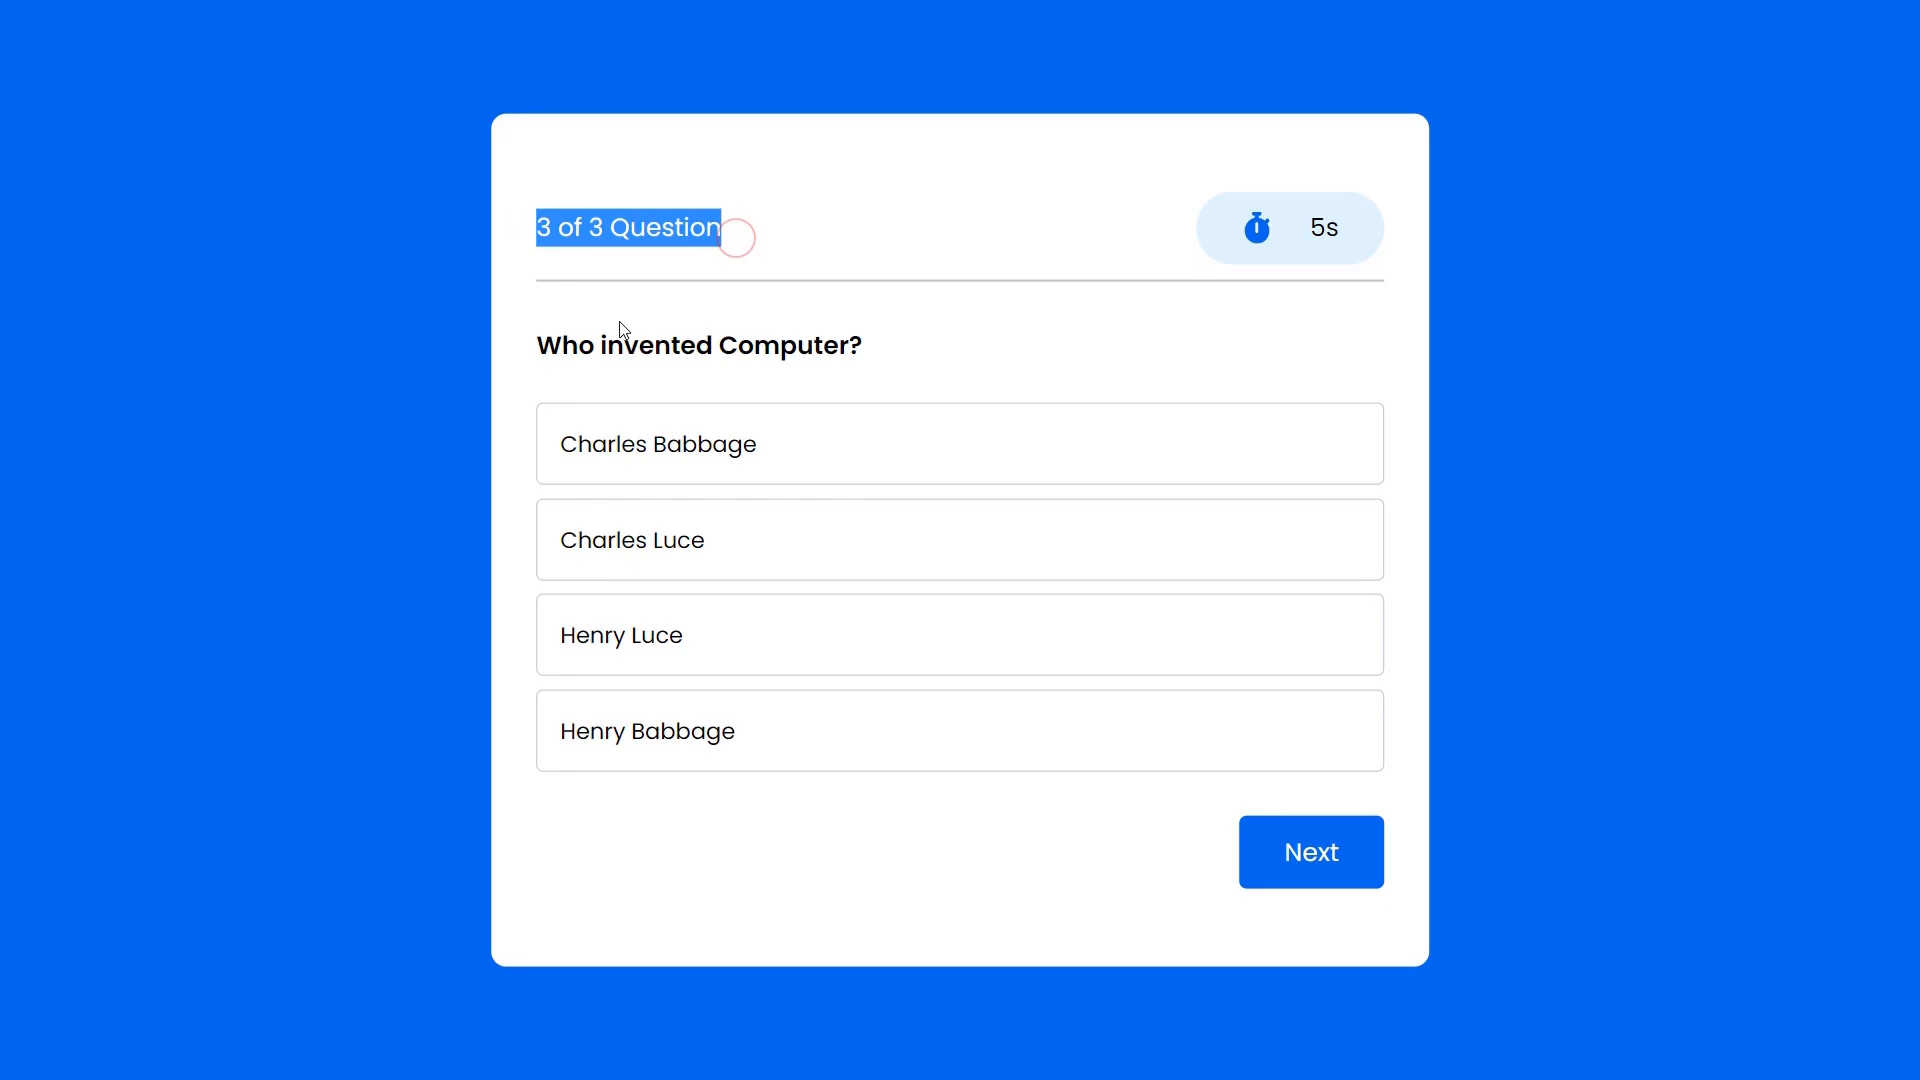 3 of 3 Question
5s
Who invented Computer?
Charles Babbage
Charles Luce
Henry Luce
Henry Babbage
Next